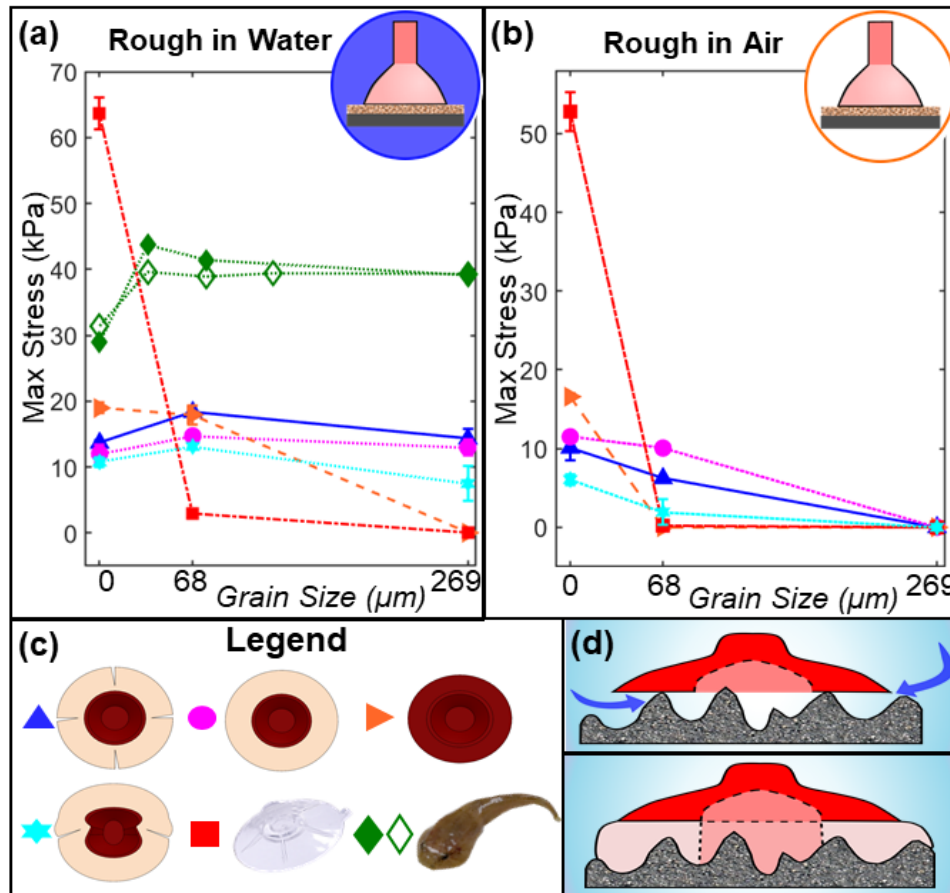 (a) Rough in Water
70
60
50
40
30
20
10
0
Max Stress (kPa)
0 68 269
Grain Size (μm)
(b) Rough in Air
50
40
30
20
10
0
Max Stress (kPa)
0 68 269
Grain Size (μm)
(c) Legend
(d)